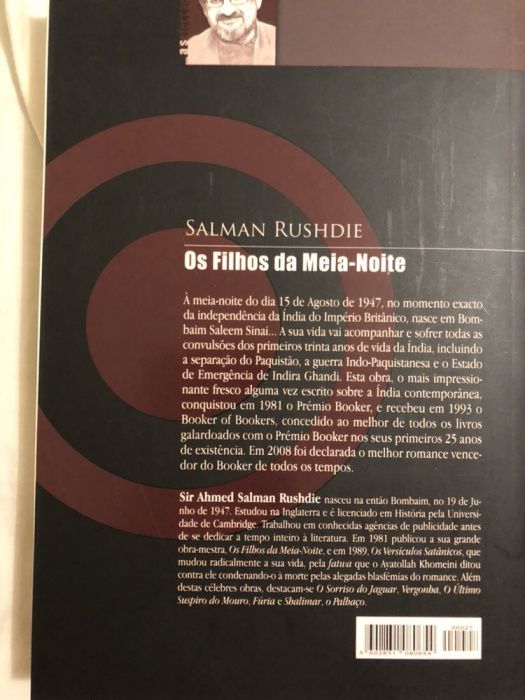 as
SALMAN RUSHDIE
Os Filhos da Meia-Noite
À meia-noite do dia 15 de Agosto de 1947, no momento exacto
da independência da Índia do Império Britânico, nasce em Bom-
baim Saleem Sinai... A sua vida vai acompanhar e sofrer todas as
convulsões dos primeiros trinta anos de vida da Índia, incluindo
a separação do Paquistão, a guerra Indo-Paquistanesa e o Estado
de Emergência de Indira Ghandi. Esta obra, o mais impressio-
nante fresco alguma vez escrito sobre a Índia contemporânea,
conquistou em 1981 o Prémio Booker, e recebeu em 1993 o
Booker of Bookers, concedido ao melhor de todos os livros
galardoados com o Prémio Booker nos seus primeiros 25 anos
de existência. Em 2008 foi declarada o melhor romance vence-
dor do Booker de todos os tempos.
Sir Ahmed Salman Rushdie nasceu na então Bombaim, no 19 de Ju-
nho de 1947. Estudou na Inglaterra e é licenciado em História pela Universi-
dade de Cambridge. Trabalhou em conhecidas agências de publicidade antes
de se dedicar a tempo inteiro à literatura. Em 1981 publicou a sua grande
obra-mestra, Os Filhos da Meia-Noite, e em 1989, Os Versículos Satânicos, que
mudou radicalmente a sua vida, pela fatwa que o Ayatollah Khomeini ditou
contra ele condenando-o à morte pelas alegadas blasfémias do romance. Além
destas célebres obras, destacam-se O Sorriso do Jaguar, Vergonha, O Último
Suspiro do Mouro, Fúria e Shalimar, o Palhaço.
00027
5 602831 080654